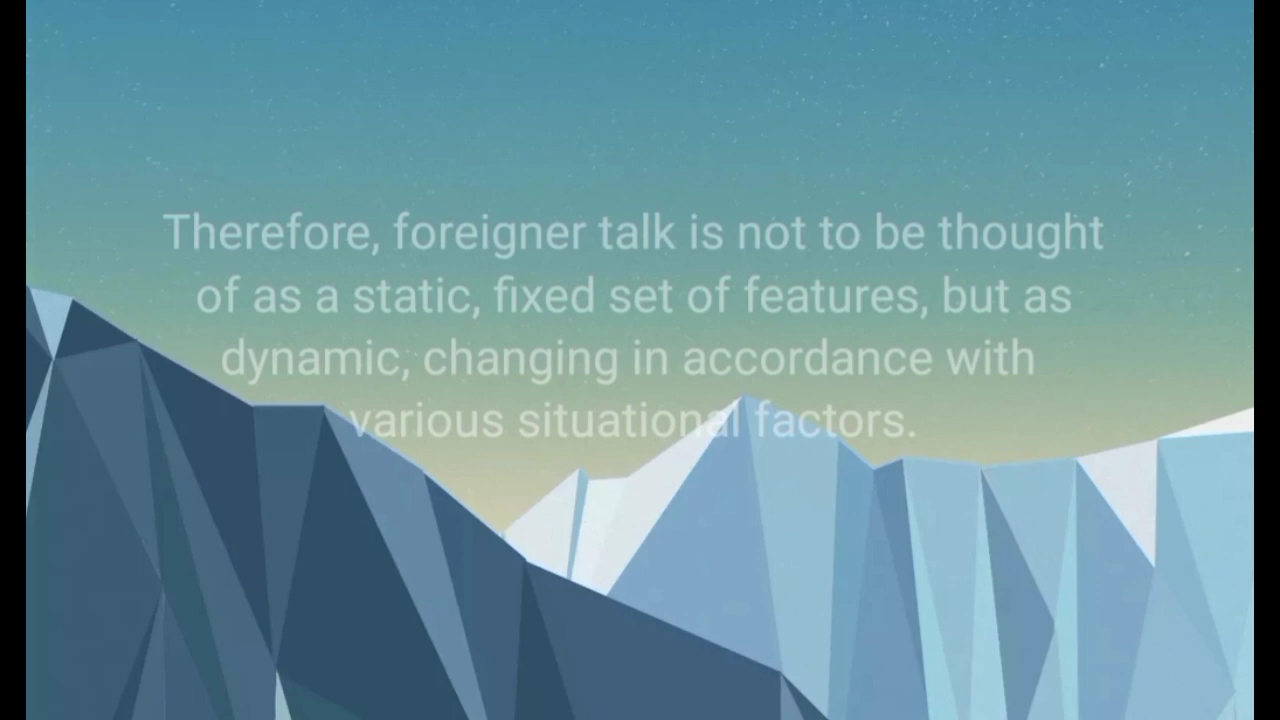 Therefore, foreigner talk is not to be thought
of as a static, fixed set of features, but as
dynamic, changing in accordance with
various situational factors.